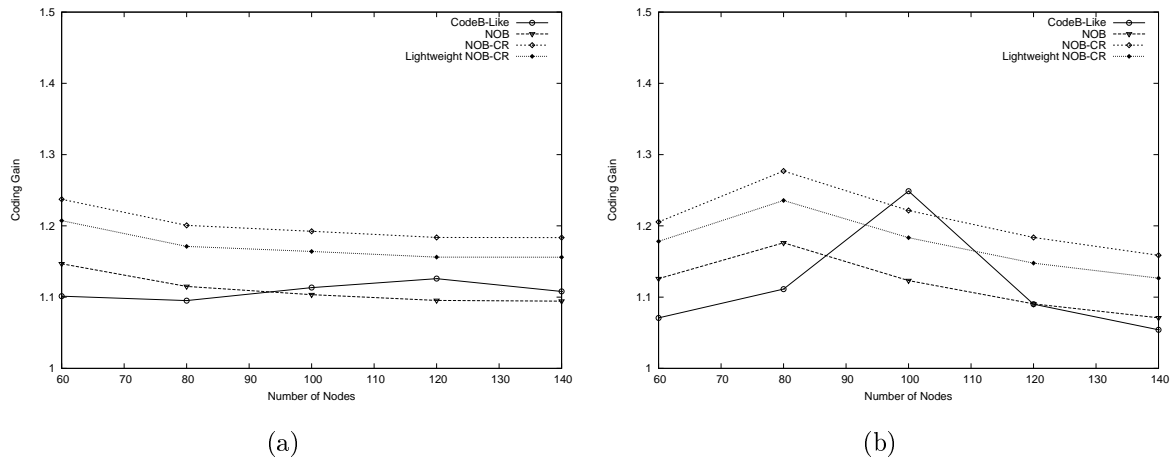 1.5
1.4
1.3
1.2
1.1
1
Coding Gain
60 70 80 90 100 110 120 130 140
Number of Nodes
CodeB-Like
NOB
NOB-CR
Lightweight NOB-CR
(a)
1.5
1.4
1.3
1.2
1.1
1
Coding Gain
60 70 80 90 100 110 120 130 140
Number of Nodes
CodeB-Like
NOB
NOB-CR
Lightweight NOB-CR
(b)